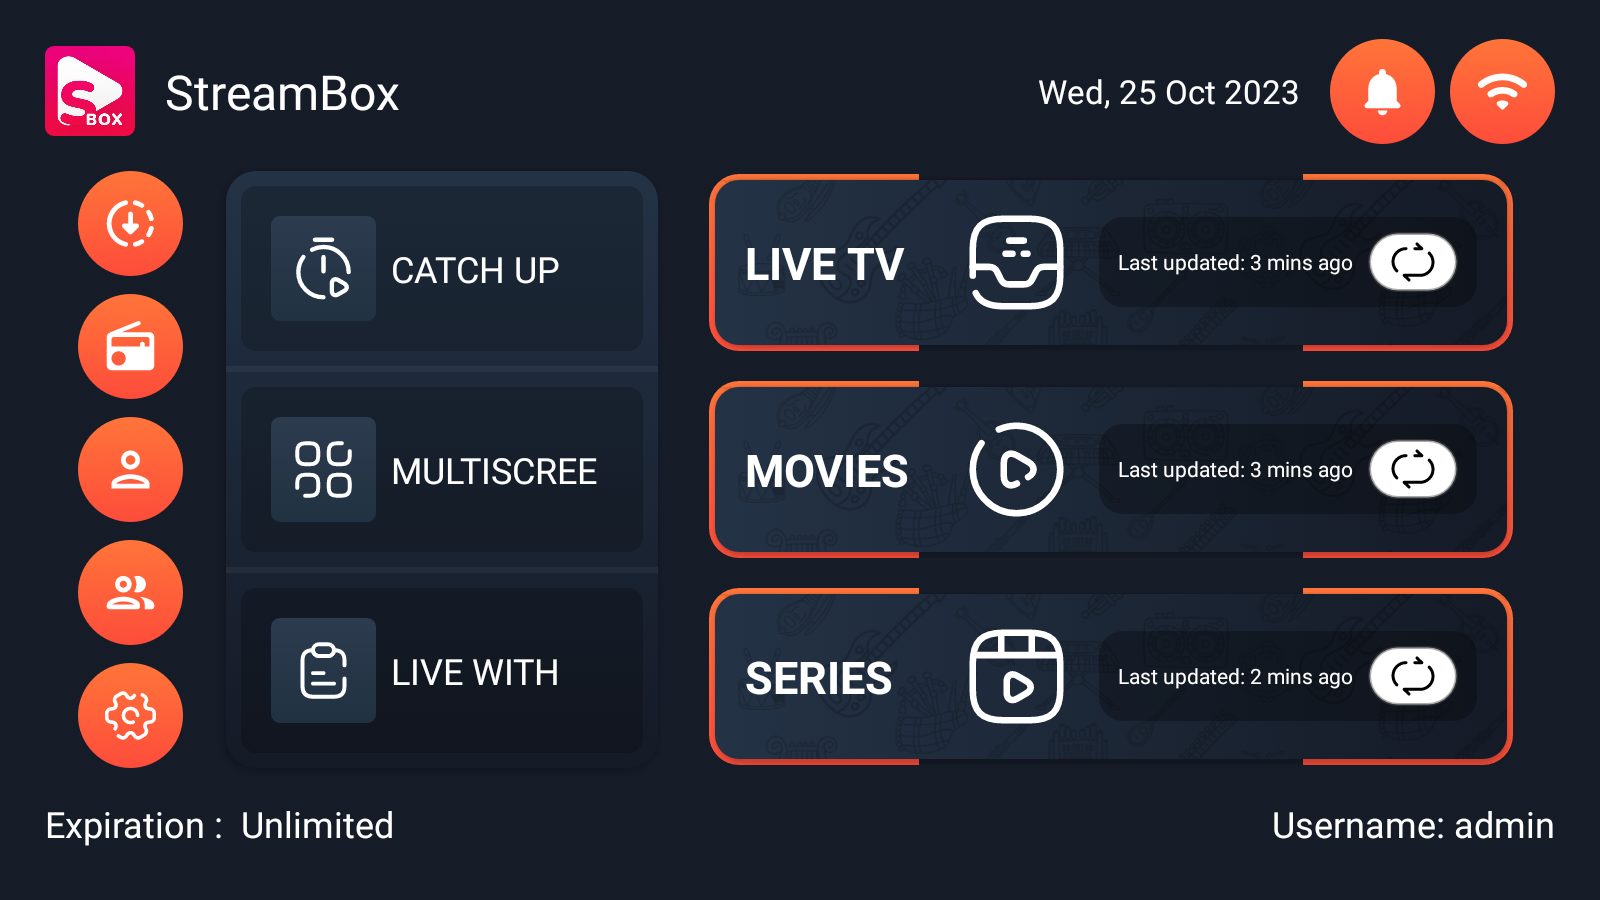 S
BOX
StreamBox
Wed, 25 Oct 2023
CATCH UP
MULTISCREE
LIVE WITH
LIVE TV
Last updated: 3 mins ago
MOVIES
Last updated: 3 mins ago
SERIES
Last updated: 2 mins ago
Expiration : Unlimited
Username: admin